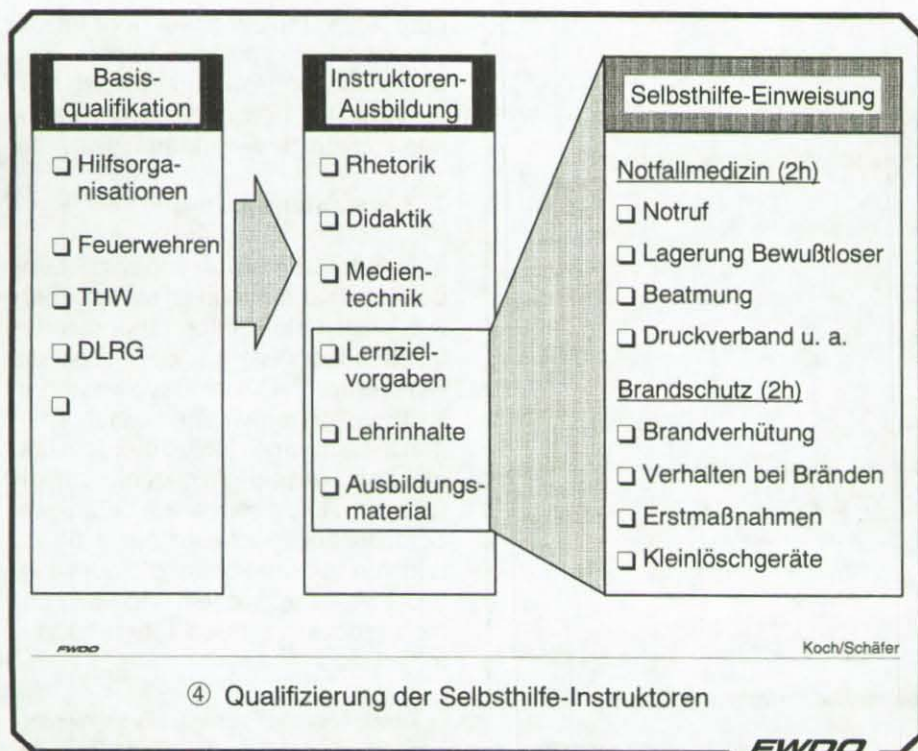 Basis-
qualifikation
❑ Hilfsorga-
nisationen
❑ Feuerwehren
❑ THW
❑ DLRG
❑
Instruktoren-
Ausbildung
❑ Rhetorik
❑ Didaktik
❑ Medien-
technik
❑ Lernziel-
vorgaben
❑ Lehrinhalte
❑ Ausbildungs-
material
Selbsthilfe-Einweisung
Notfallmedizin (2h)
❑ Notruf
❑ Lagerung Bewußtloser
❑ Beatmung
❑ Druckverband u. a.
Brandschutz (2h)
❑ Brandverhütung
❑ Verhalten bei Bränden
❑ Erstmaßnahmen
❑ Kleinlöschgeräte
FWDO
Koch/Schäfer
④ Qualifizierung der Selbsthilfe-Instruktoren
FWDO